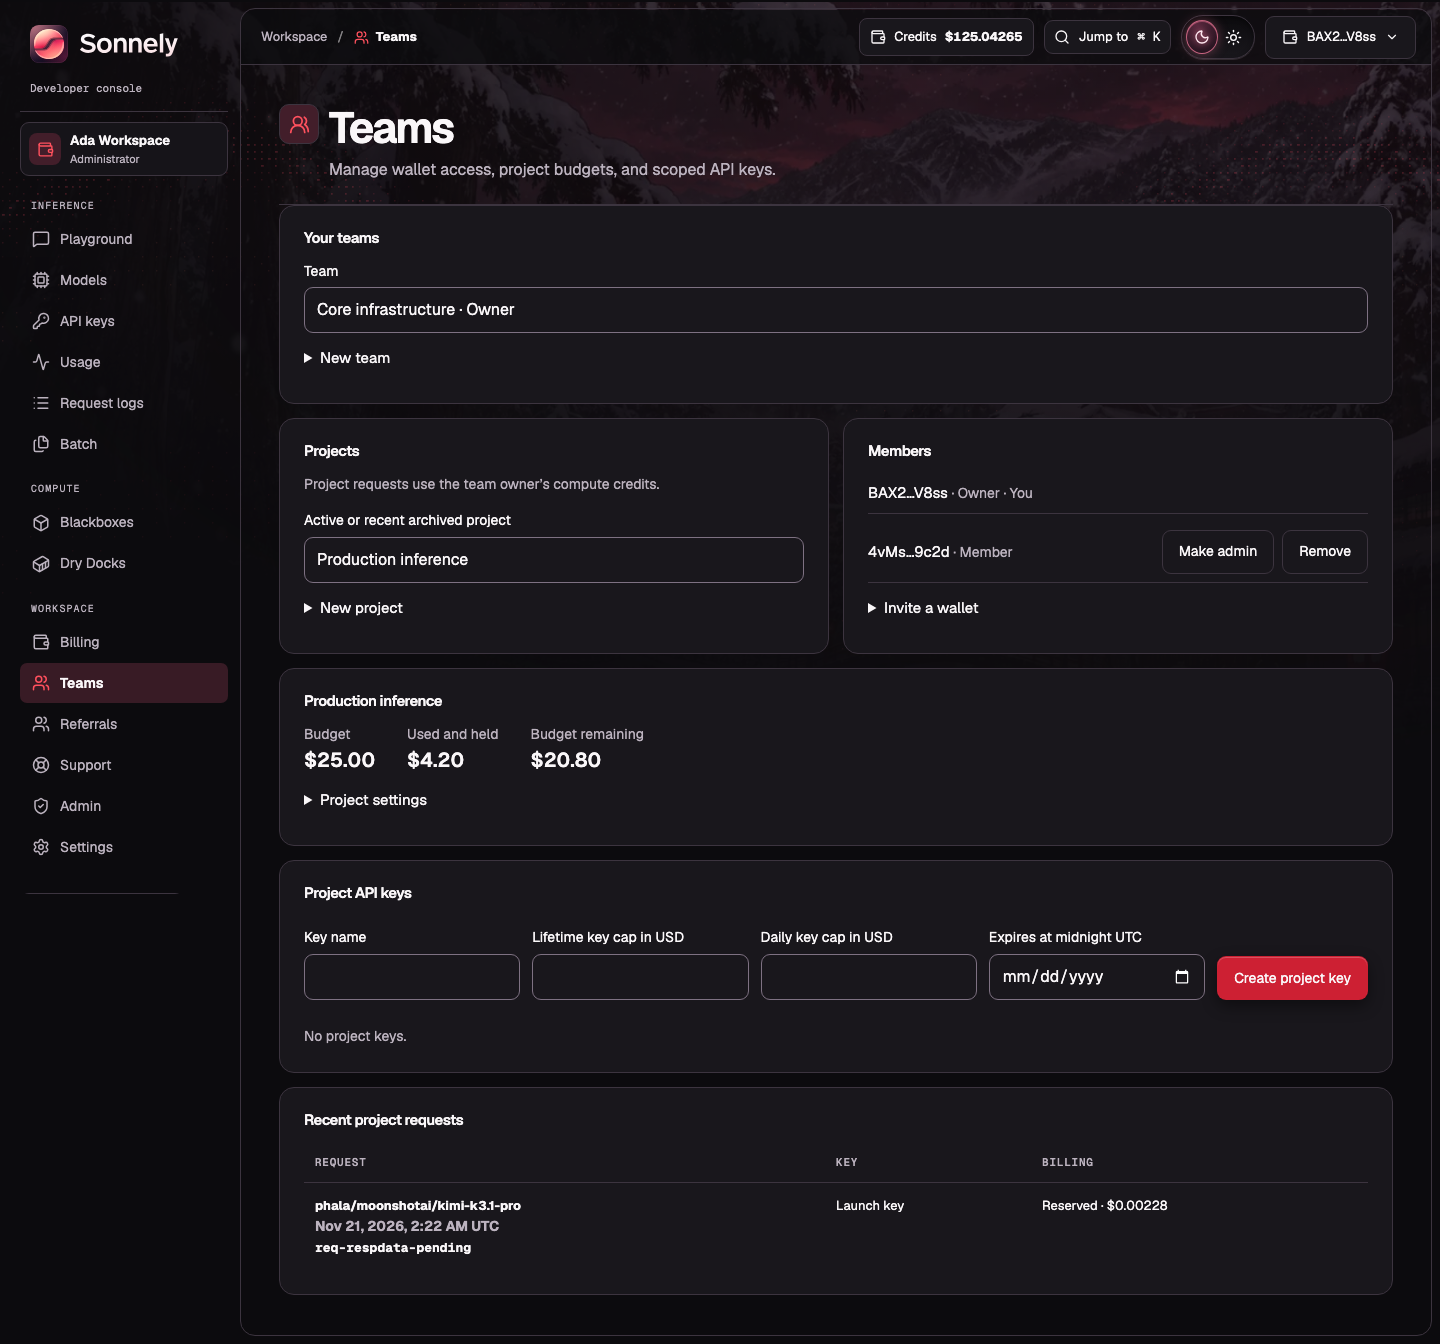 Sonnely
Developer console
Ada Workspace
Administrator
INFERENCE
Playground
Models
API keys
Usage
Request logs
Batch
COMPUTE
Blackboxes
Dry Docks
WORKSPACE
Billing
Teams
Referrals
Support
Admin
Settings
Workspace / Teams
Credits $125.04265
Jump to ⌘ K
BAX2…V8ss
Teams
Manage wallet access, project budgets, and scoped API keys.
Your teams
Team
Core infrastructure · Owner
New team
Projects
Project requests use the team owner's compute credits.
Active or recent archived project
Production inference
New project
Members
BAX2…V8ss · Owner · You
4vMs…9c2d · Member
Make admin
Remove
Invite a wallet
Production inference
Budget Used and held Budget remaining
$25.00 $4.20 $20.80
Project settings
Project API keys
Key name Lifetime key cap in USD Daily key cap in USD Expires at midnight UTC
mm/dd/yyyy
Create project key
No project keys.
Recent project requests
REQUEST KEY BILLING
phala/moonshotai/kimi-k3.1-pro Launch key Reserved · $0.00228
Nov 21, 2026, 2:22 AM UTC
req-respdata-pending